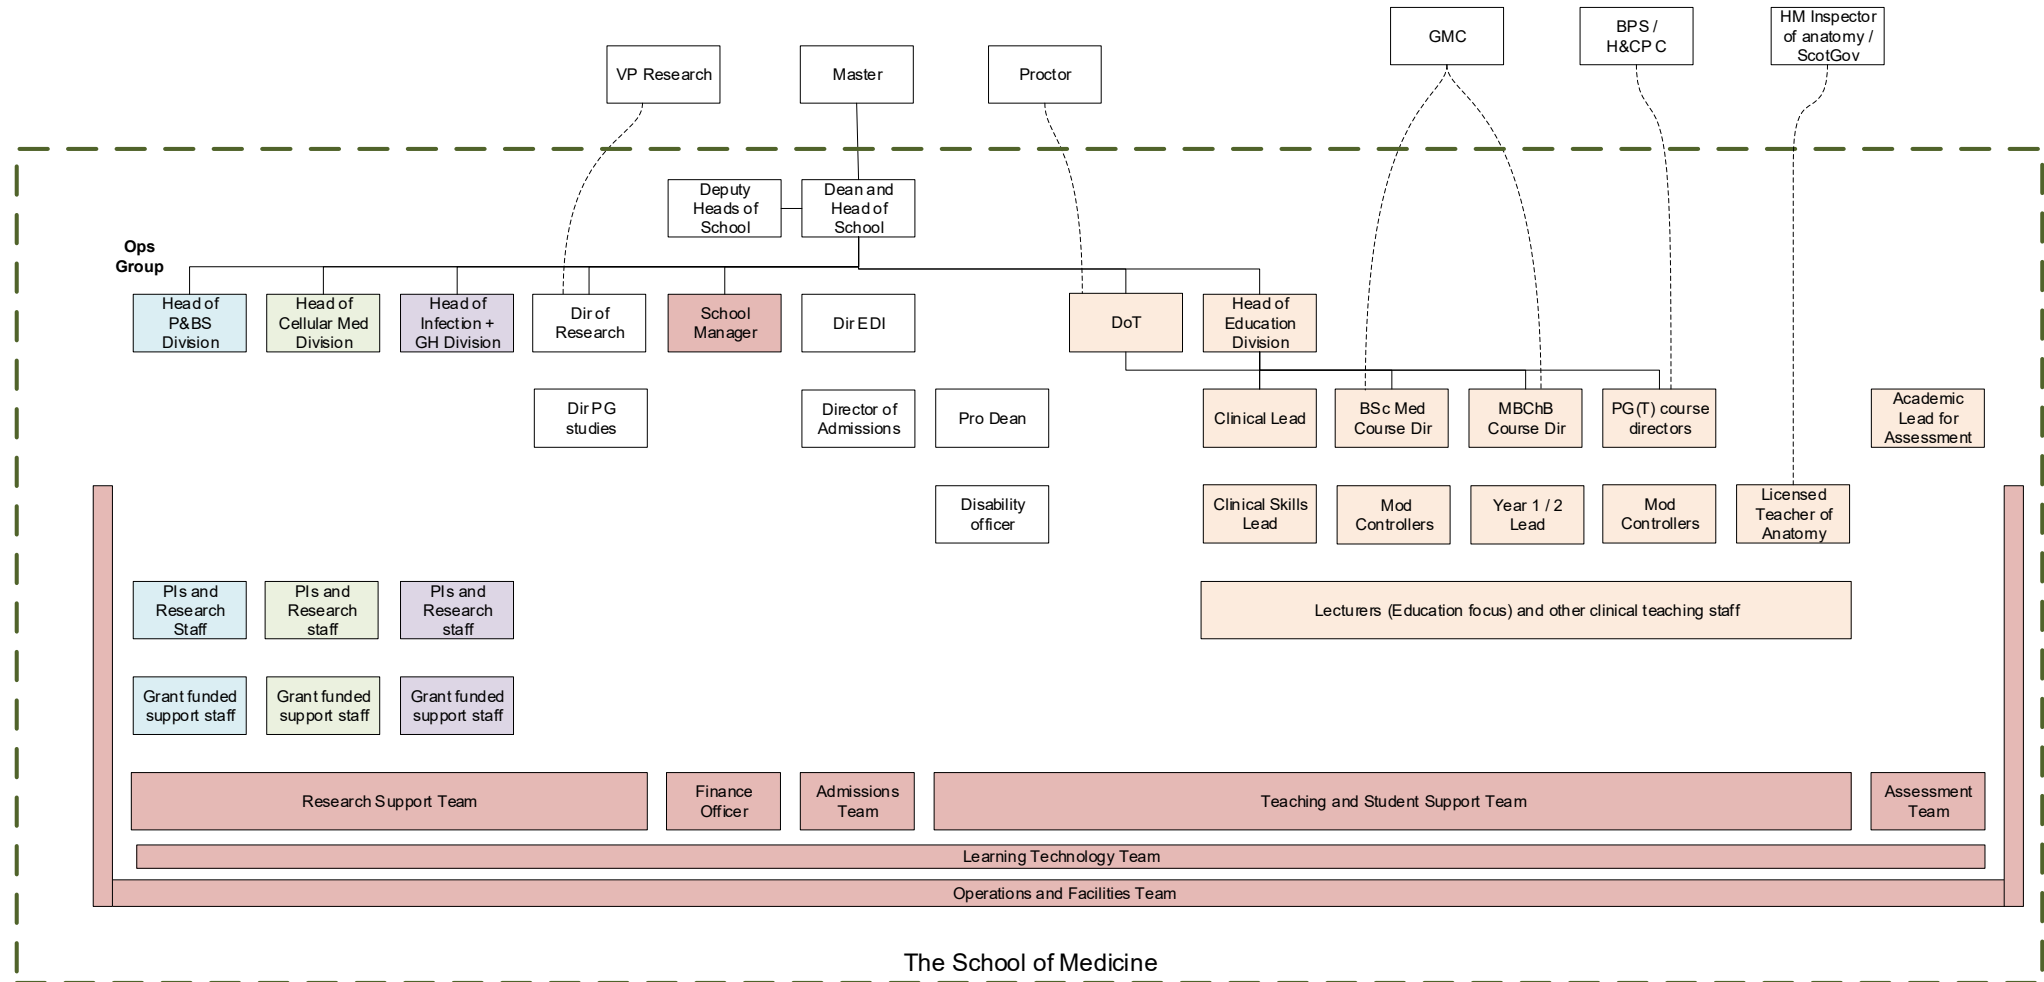 GMC
BPS /
H&CPC
HM Inspector
of anatomy /
ScotGov
VP Research
Master
Proctor
Deputy
Heads of
School
Dean and
Head of
School
Ops
Group
Head of
P&BS
Division
Head of
Cellular Med
Division
Head of
Infection +
GH Division
Dir of
Research
School
Manager
Dir EDI
DoT
Head of
Education
Division
Dir PG
studies
Director of
Admissions
Pro Dean
Clinical Lead
BSc Med
Course Dir
MBChB
Course Dir
PG(T) course
directors
Academic
Lead for
Assessment
Disability
officer
Clinical Skills
Lead
Mod
Controllers
Year 1 / 2
Lead
Mod
Controllers
Licensed
Teacher of
Anatomy
PIs and
Research
Staff
PIs and
Research
staff
PIs and
Research
staff
Lecturers (Education focus) and other clinical teaching staff
Grant funded
support staff
Grant funded
support staff
Grant funded
support staff
Research Support Team
Finance
Officer
Admissions
Team
Teaching and Student Support Team
Assessment
Team
Learning Technology Team
Operations and Facilities Team
The School of Medicine